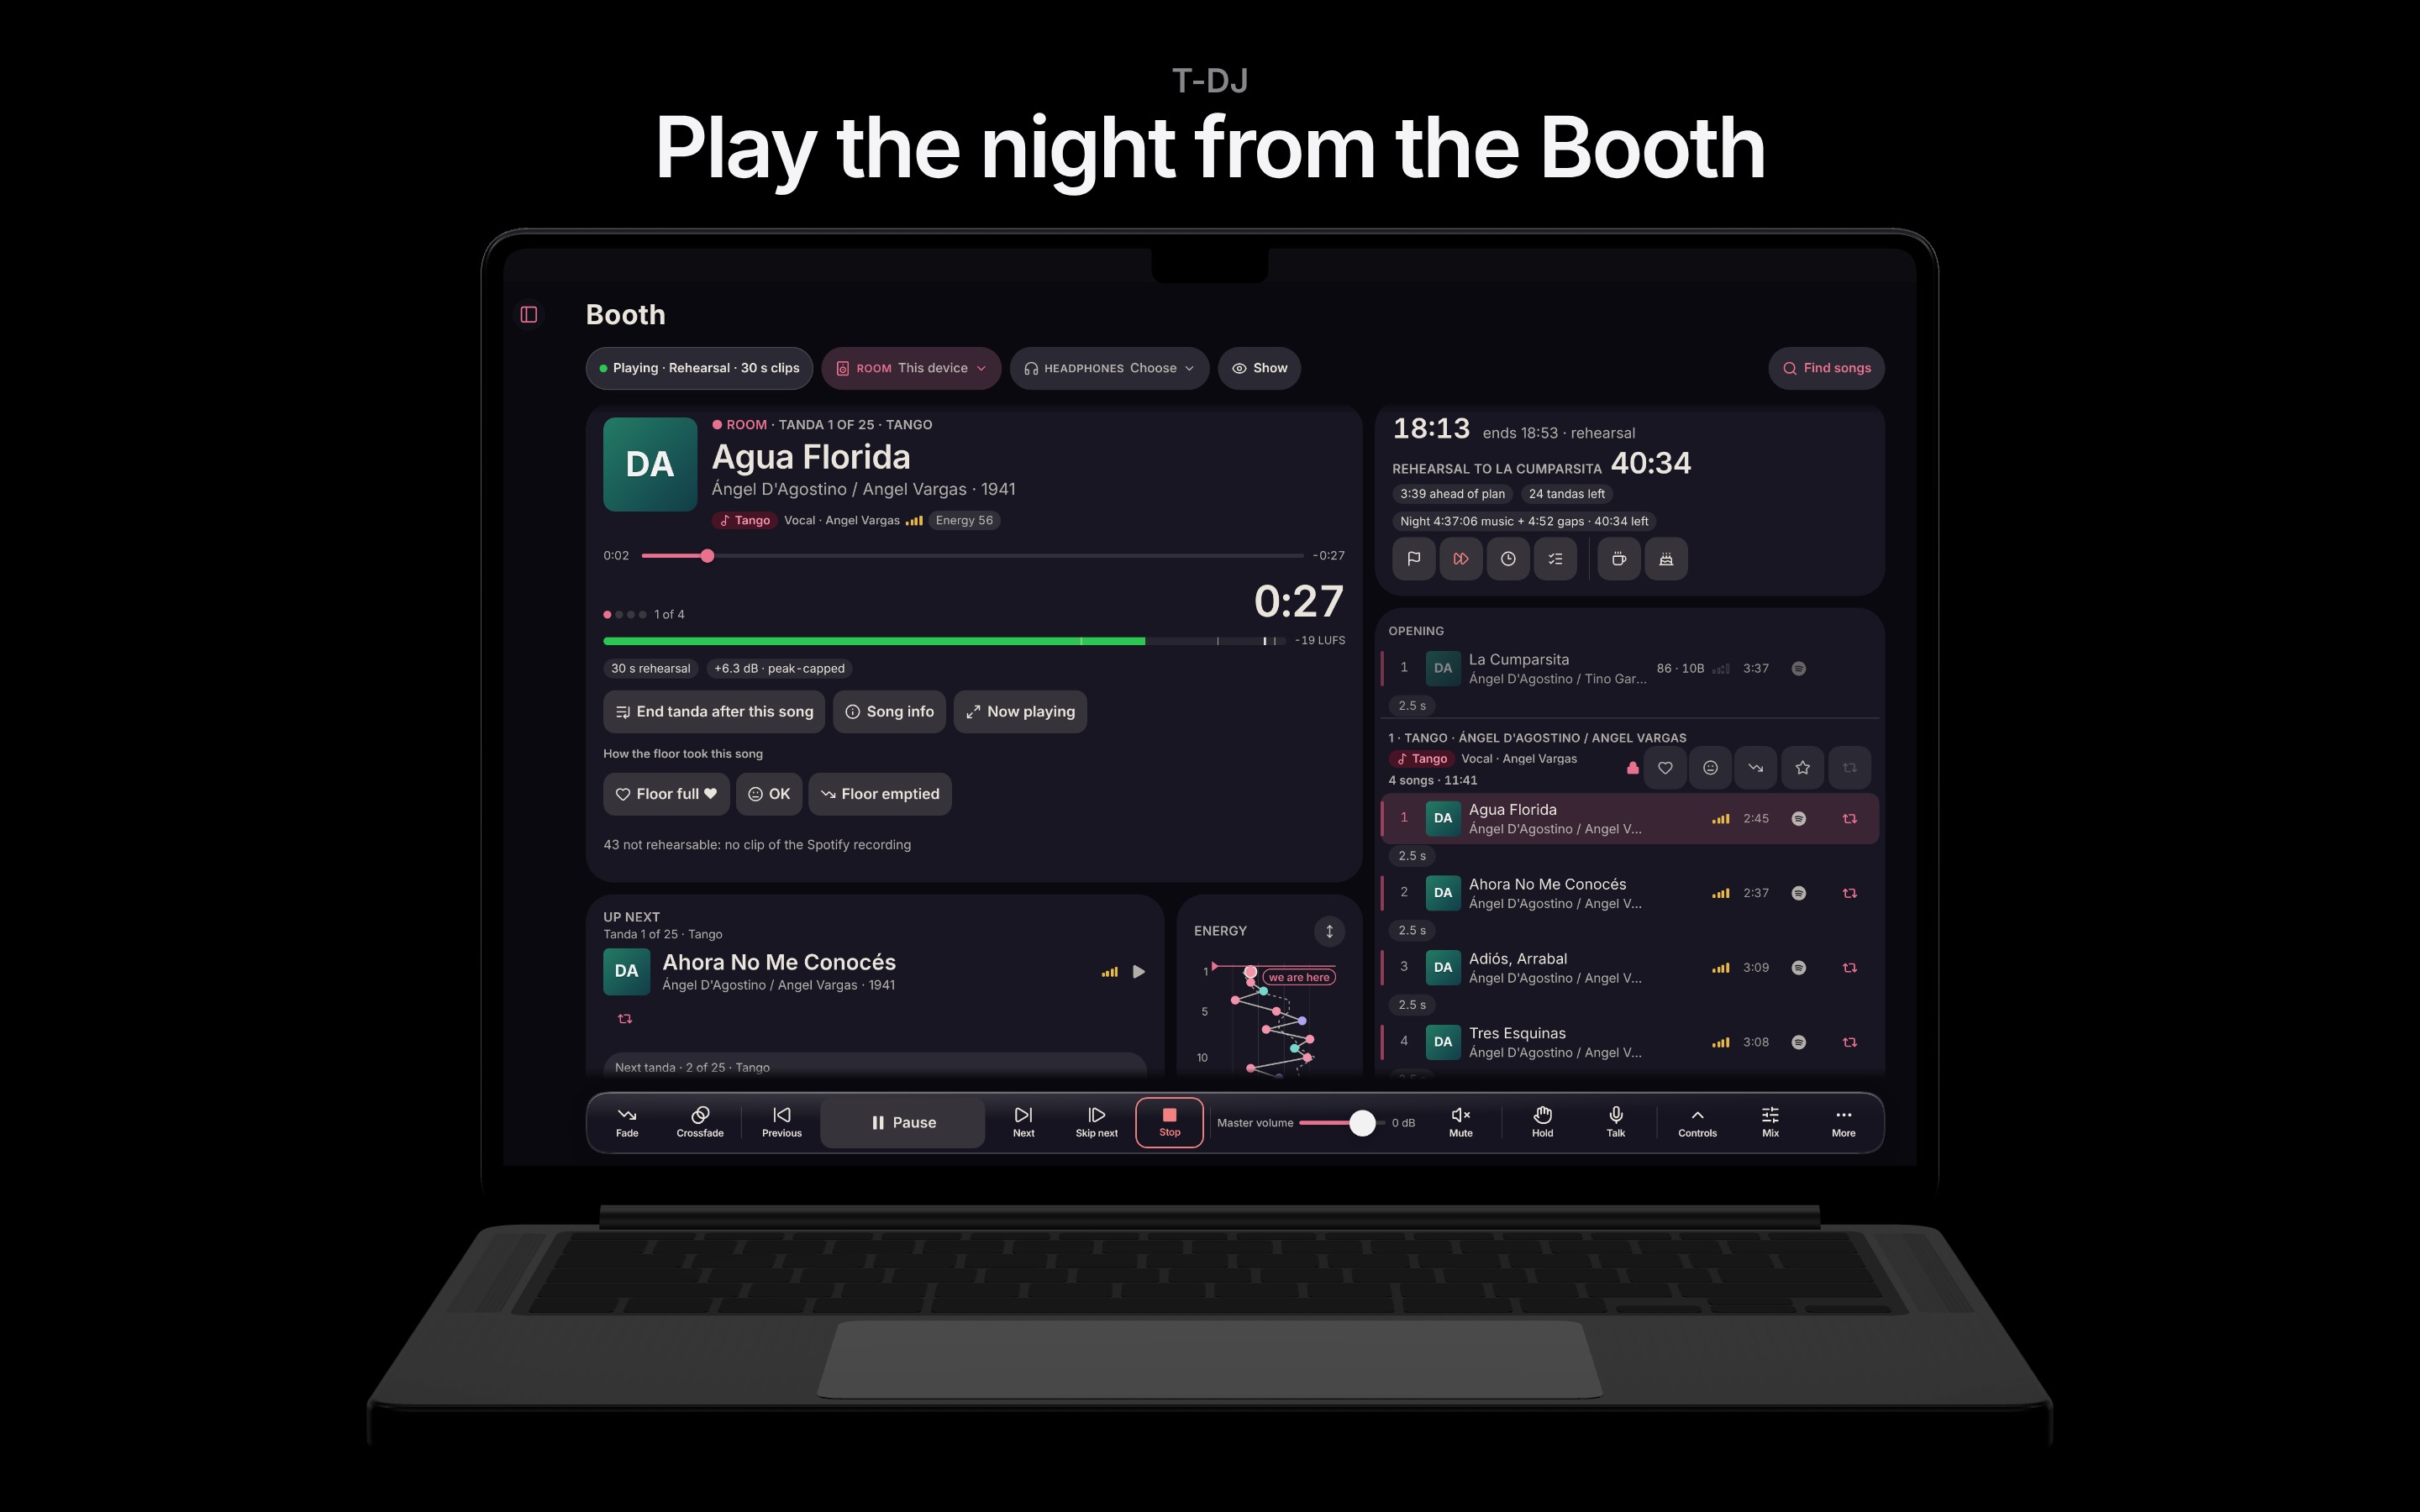 T-DJ
Play the night from the Booth
Booth
Playing · Rehearsal · 30 s clips
ROOM This device
HEADPHONES Choose
Show
Find songs
DA
ROOM · TANDA 1 OF 25 · TANGO
Agua Florida
Ángel D'Agostino / Angel Vargas · 1941
Tango
Vocal · Angel Vargas
Energy 56
0:02
-0:27
0:27
1 of 4
-19 LUFS
30 s rehearsal
+6.3 dB · peak-capped
End tanda after this song
Song info
Now playing
How the floor took this song
Floor full
OK
Floor emptied
43 not rehearsable: no clip of the Spotify recording
UP NEXT
Tanda 1 of 25 · Tango
DA
Ahora No Me Conocés
Ángel D'Agostino / Angel Vargas · 1941
Next tanda · 2 of 25 · Tango
ENERGY
1
we are here
5
10
18:13 ends 18:53 · rehearsal
REHEARSAL TO LA CUMPARSITA 40:34
3:39 ahead of plan
24 tandas left
Night 4:37:06 music + 4:52 gaps · 40:34 left
OPENING
1
DA
La Cumparsita
Ángel D'Agostino / Tino Gar...
86 · 10B
3:37
2.5 s
1 · TANGO · ÁNGEL D'AGOSTINO / ANGEL VARGAS
Tango
Vocal · Angel Vargas
4 songs · 11:41
1
DA
Agua Florida
Ángel D'Agostino / Angel V...
2:45
2.5 s
2
DA
Ahora No Me Conocés
Ángel D'Agostino / Angel V...
2:37
2.5 s
3
DA
Adiós, Arrabal
Ángel D'Agostino / Angel V...
3:09
2.5 s
4
DA
Tres Esquinas
Ángel D'Agostino / Angel V...
3:08
Fade
Crossfade
Previous
Pause
Next
Skip next
Stop
Master volume
0 dB
Mute
Hold
Talk
Controls
Mix
More